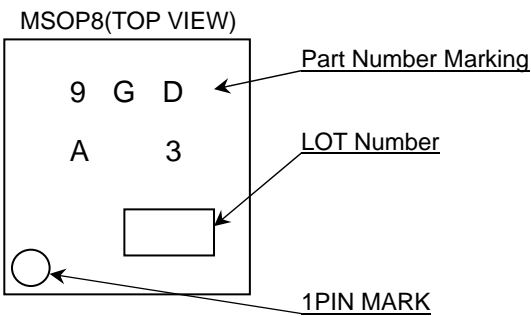 MSOP8(TOP VIEW)
Part Number Marking
9 G D
A 3
LOT Number
1PIN MARK